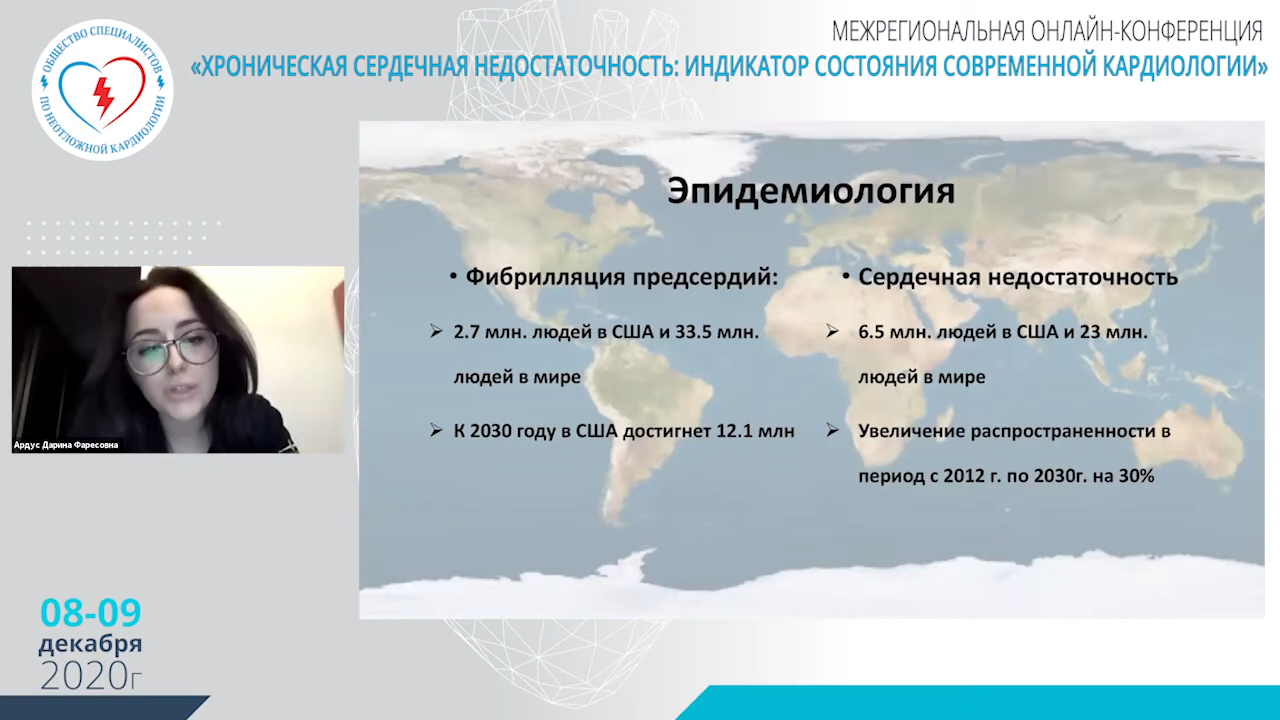 МЕЖРЕГИОНАЛЬНАЯ ОНЛАЙН-КОНФЕРЕНЦИЯ
«ХРОНИЧЕСКАЯ СЕРДЕЧНАЯ НЕДОСТАТОЧНОСТЬ: ИНДИКАТОР СОСТОЯНИЯ СОВРЕМЕННОЙ КАРДИОЛОГИИ»
ОБЩЕСТВО СПЕЦИАЛИСТОВ
ПО НЕОТЛОЖНОЙ КАРДИОЛОГИИ
Эпидемиология
• Фибрилляция предсердий:
➢ 2.7 млн. людей в США и 33.5 млн.
людей в мире
➢ К 2030 году в США достигнет 12.1 млн
• Сердечная недостаточность
➢ 6.5 млн. людей в США и 23 млн.
людей в мире
➢ Увеличение распространенности в
период с 2012 г. по 2030г. на 30%
Ардус Дарина Фаресовна
08-09
декабря
2020г